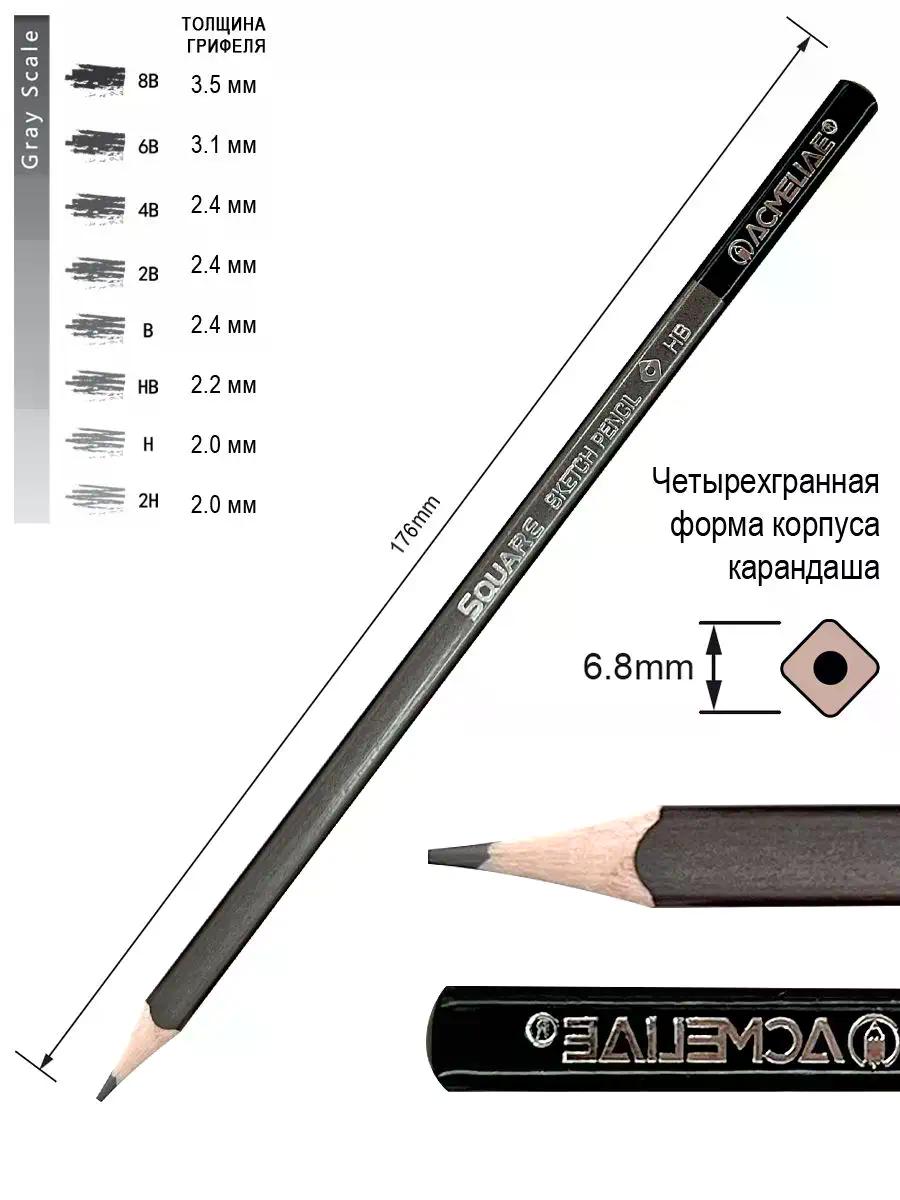 Gray Scale
ТОЛЩИНА
ГРИФЕЛЯ
8B 3.5 мм
6B 3.1 мм
4B 2.4 мм
2B 2.4 мм
B 2.4 мм
HB 2.2 мм
H 2.0 мм
2H 2.0 мм
176mm
SQUARE SKETCH PENCIL HB
ACMELIAE®
Четырехгранная
форма корпуса
карандаша
6.8mm
ACMELIAE®